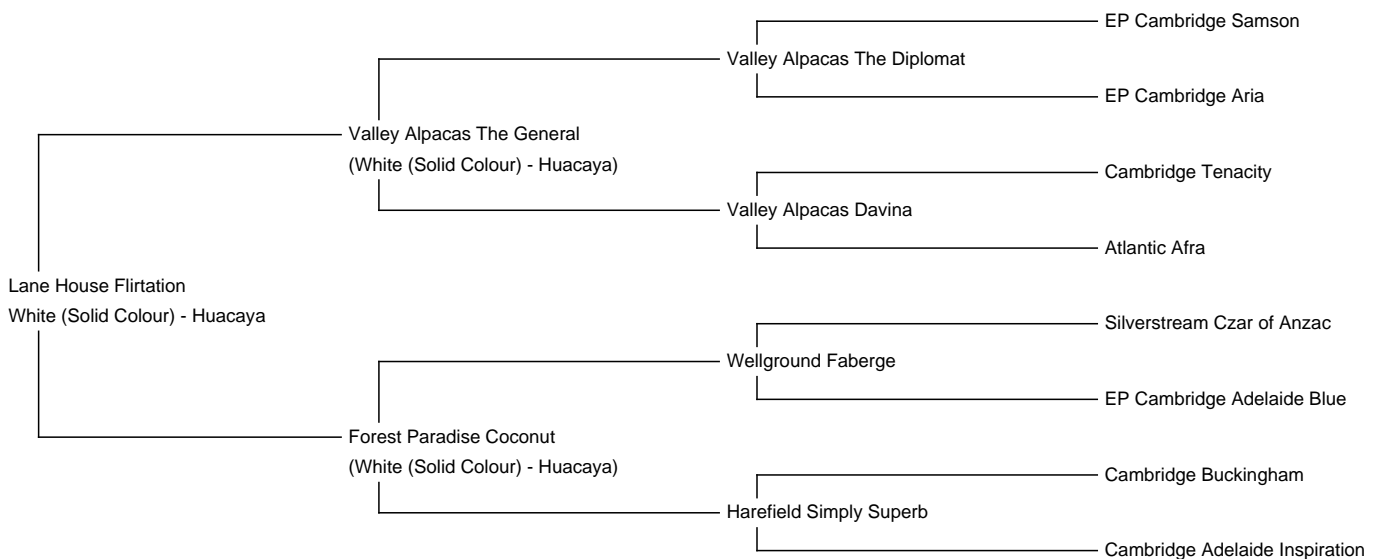 EP Cambridge Samson
Valley Alpacas The Diplomat
EP Cambridge Aria
Valley Alpacas The General
(White (Solid Colour) - Huacaya)
Cambridge Tenacity
Valley Alpacas Davina
Atlantic Afra
Lane House Flirtation
White (Solid Colour) - Huacaya
Silverstream Czar of Anzac
Wellground Faberge
EP Cambridge Adelaide Blue
Forest Paradise Coconut
(White (Solid Colour) - Huacaya)
Cambridge Buckingham
Harefield Simply Superb
Cambridge Adelaide Inspiration